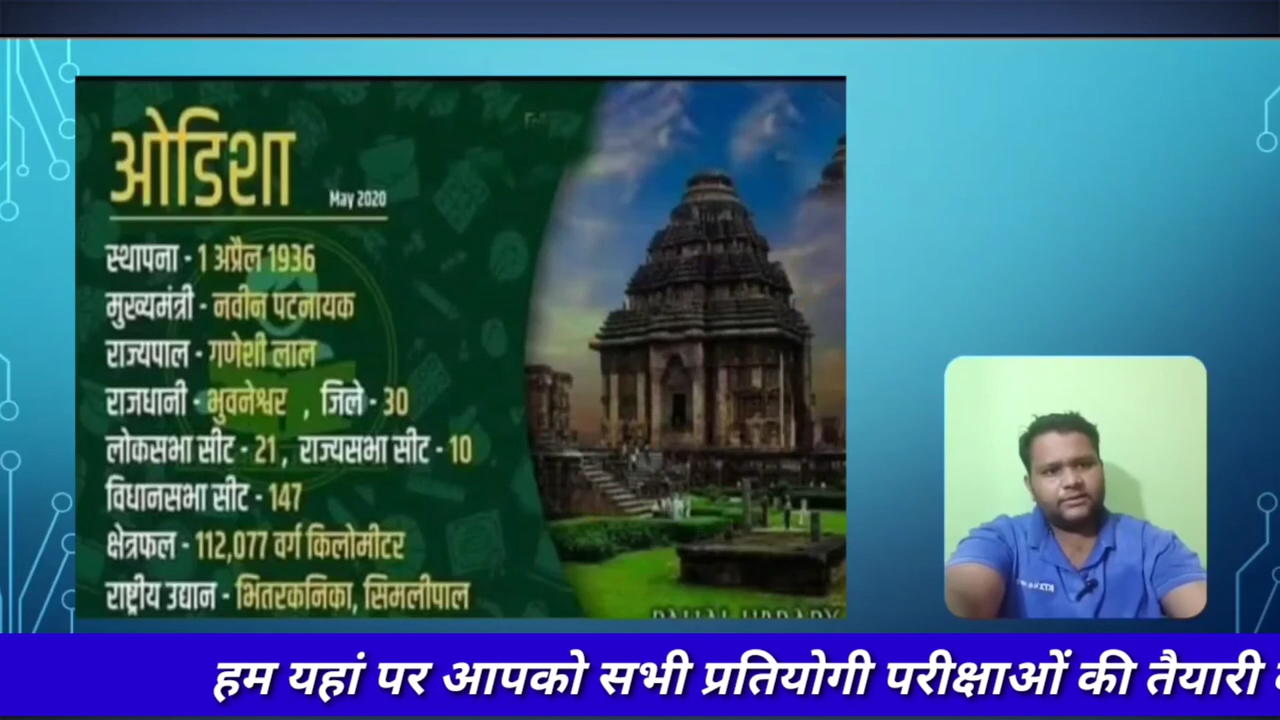 ओडिशा
May 2020
स्थापना - 1 अप्रैल 1936
मुख्यमंत्री - नवीन पटनायक
राज्यपाल - गणेशी लाल
राजधानी - भुवनेश्वर , जिले - 30
लोकसभा सीट - 21 , राज्यसभा सीट - 10
विधानसभा सीट - 147
क्षेत्रफल - 112,077 वर्ग किलोमीटर
राष्ट्रीय उद्यान - भितरकनिका, सिमलीपाल
हम यहां पर आपको सभी प्रतियोगी परीक्षाओं की तैयारी